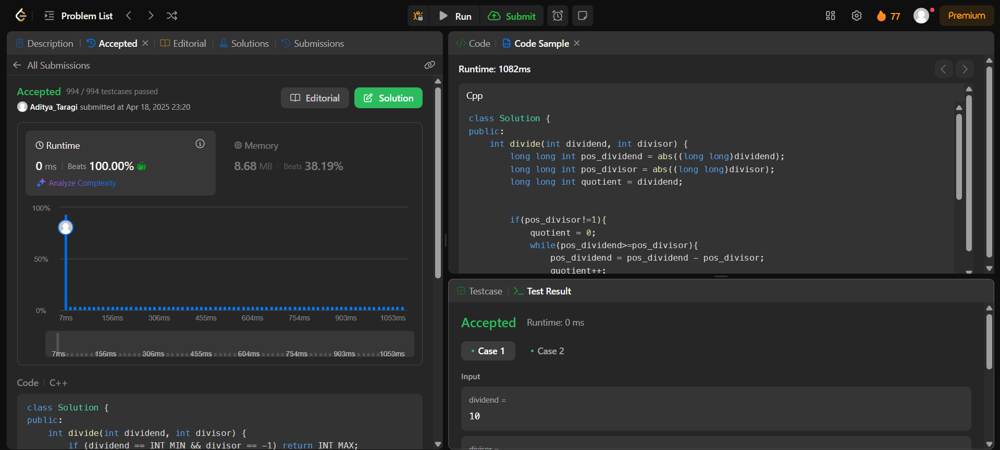 Problem List
Run
Submit
77
Premium
Description
Accepted
Editorial
Solutions
Submissions
All Submissions
Accepted 994 / 994 testcases passed
Aditya_Taragi submitted at Apr 18, 2025 23:20
Editorial
Solution
Runtime
0 ms | Beats 100.00%
Analyze Complexity
Memory
8.68 MB | Beats 38.19%
100%
50%
0%
7ms 156ms 306ms 455ms 604ms 754ms 903ms 1053ms
7ms 156ms 306ms 455ms 604ms 754ms 903ms 1053ms
Code | C++
class Solution {
public:
    int divide(int dividend, int divisor) {
        if (dividend == INT_MIN && divisor == -1) return INT_MAX;
</> Code
Code Sample
Runtime: 1082ms
Cpp
class Solution {
public:
    int divide(int dividend, int divisor) {
        long long int pos_dividend = abs((long long)dividend);
        long long int pos_divisor = abs((long long)divisor);
        long long int quotient = dividend;
        if(pos_divisor!=1){
            quotient = 0;
            while(pos_dividend>=pos_divisor){
                pos_dividend = pos_dividend - pos_divisor;
                quotient++;
Testcase
Test Result
Accepted Runtime: 0 ms
Case 1
Case 2
Input
dividend =
10
divisor =